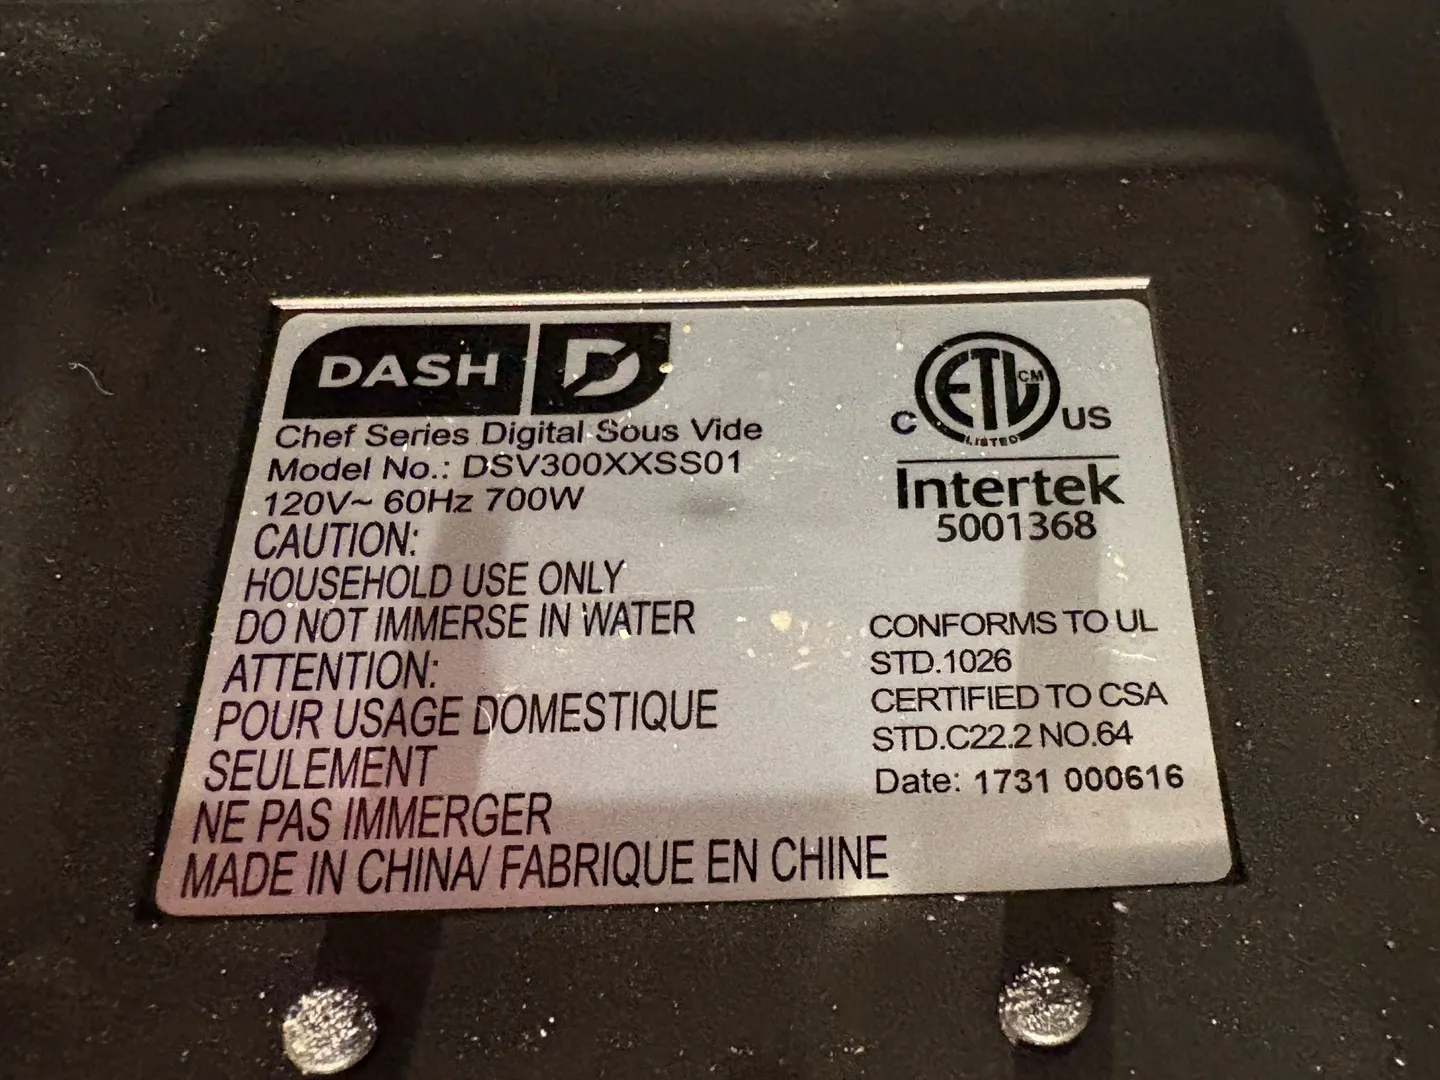 DASH D
Chef Series Digital Sous Vide
Model No.: DSV300XXSS01
120V~ 60Hz 700W
CAUTION:
HOUSEHOLD USE ONLY
DO NOT IMMERSE IN WATER
ATTENTION:
POUR USAGE DOMESTIQUE
SEULEMENT
NE PAS IMMERGER
MADE IN CHINA/ FABRIQUE EN CHINE
C ETL CM US
LISTED
Intertek
5001368
CONFORMS TO UL
STD.1026
CERTIFIED TO CSA
STD.C22.2 NO.64
Date: 1731 000616